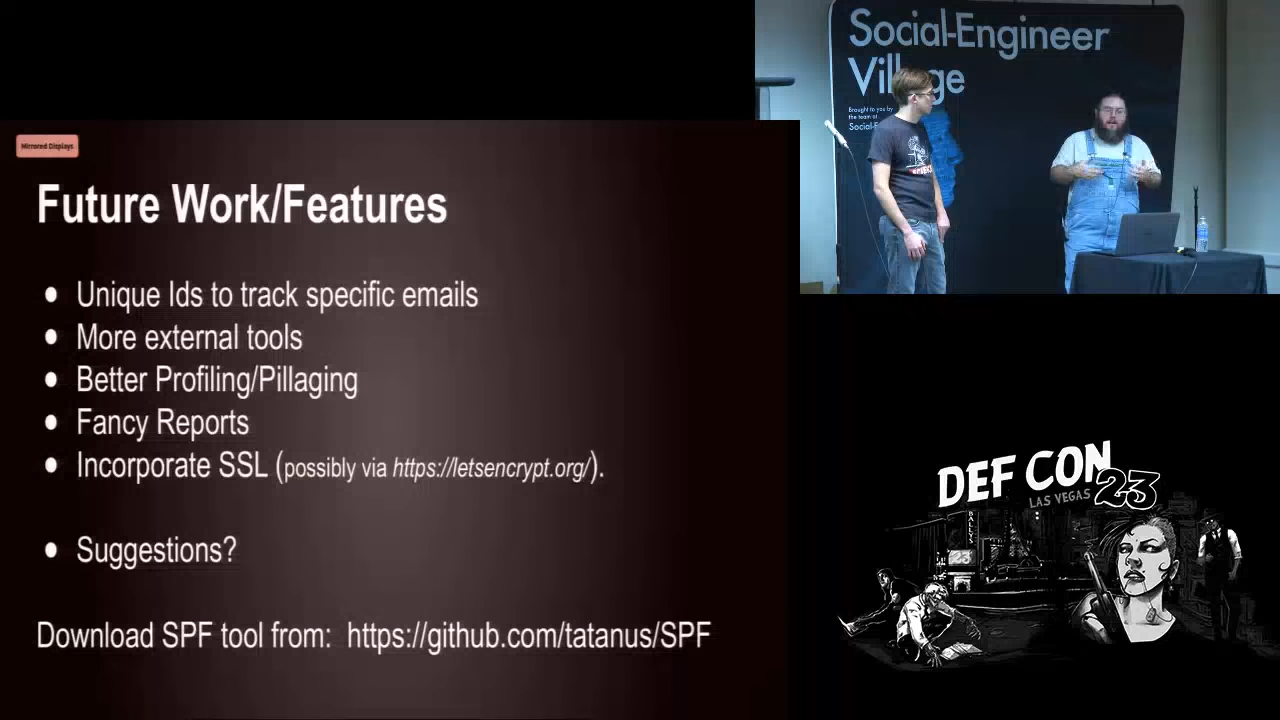 Mirrored Displays
Future Work/Features
• Unique Ids to track specific emails
• More external tools
• Better Profiling/Pillaging
• Fancy Reports
• Incorporate SSL (possibly via https://letsencrypt.org/).
• Suggestions?
Download SPF tool from: https://github.com/tatanus/SPF
Social-Engineer
Brought to you by
the team at
DEF CON
23
LAS VEGAS
BALLYS
23